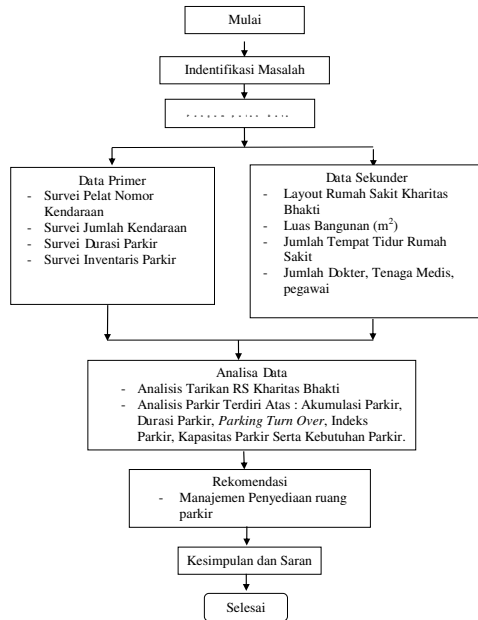 Mulai
Indentifikasi Masalah
Data Primer
- Survei Pelat Nomor
Kendaraan
- Survei Jumlah Kendaraan
- Survei Durasi Parkir
- Survei Inventaris Parkir
Data Sekunder
- Layout Rumah Sakit Kharitas
Bhakti
- Luas Bangunan (m²)
- Jumlah Tempat Tidur Rumah
Sakit
- Jumlah Dokter, Tenaga Medis,
pegawai
Analisa Data
- Analisis Tarikan RS Kharitas Bhakti
- Analisis Parkir Terdiri Atas : Akumulasi Parkir,
Durasi Parkir, Parking Turn Over, Indeks
Parkir, Kapasitas Parkir Serta Kebutuhan Parkir.
Rekomendasi
- Manajemen Penyediaan ruang
parkir
Kesimpulan dan Saran
Selesai